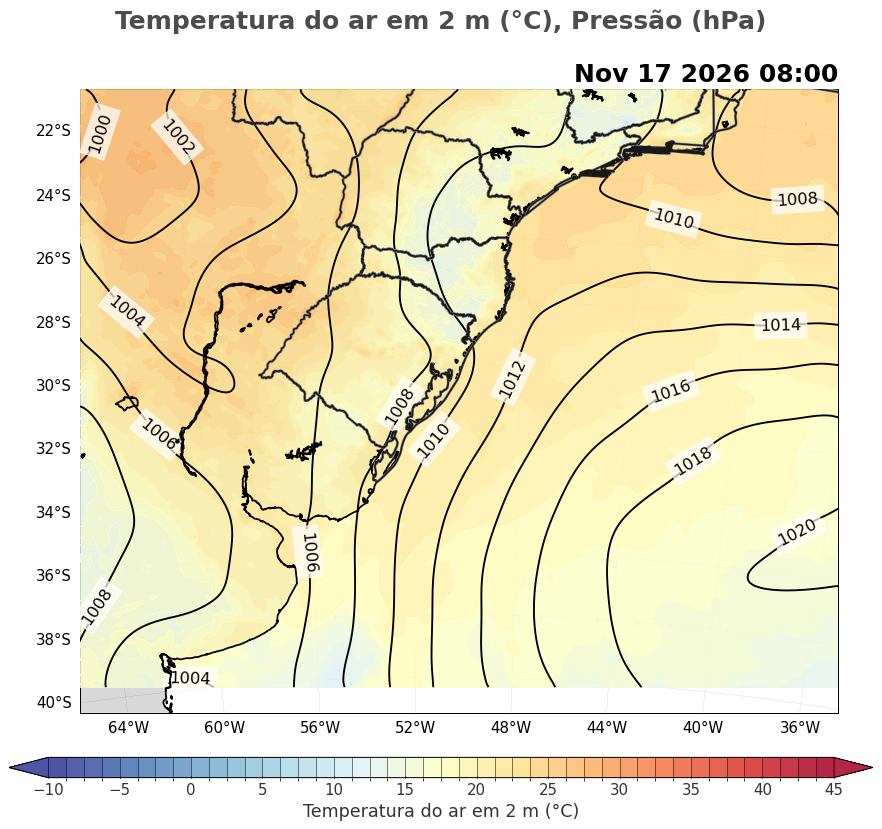 Temperatura do ar em 2 m (°C), Pressão (hPa)
Nov 17 2026 08:00
22°S
24°S
26°S
28°S
30°S
32°S
34°S
36°S
38°S
40°S
1000
1002
1008
1010
1004
1014
1012
1016
1008
1006
1010
1018
1020
1006
1008
1004
64°W 60°W 56°W 52°W 48°W 44°W 40°W 36°W
−10 −5 0 5 10 15 20 25 30 35 40 45
Temperatura do ar em 2 m (°C)